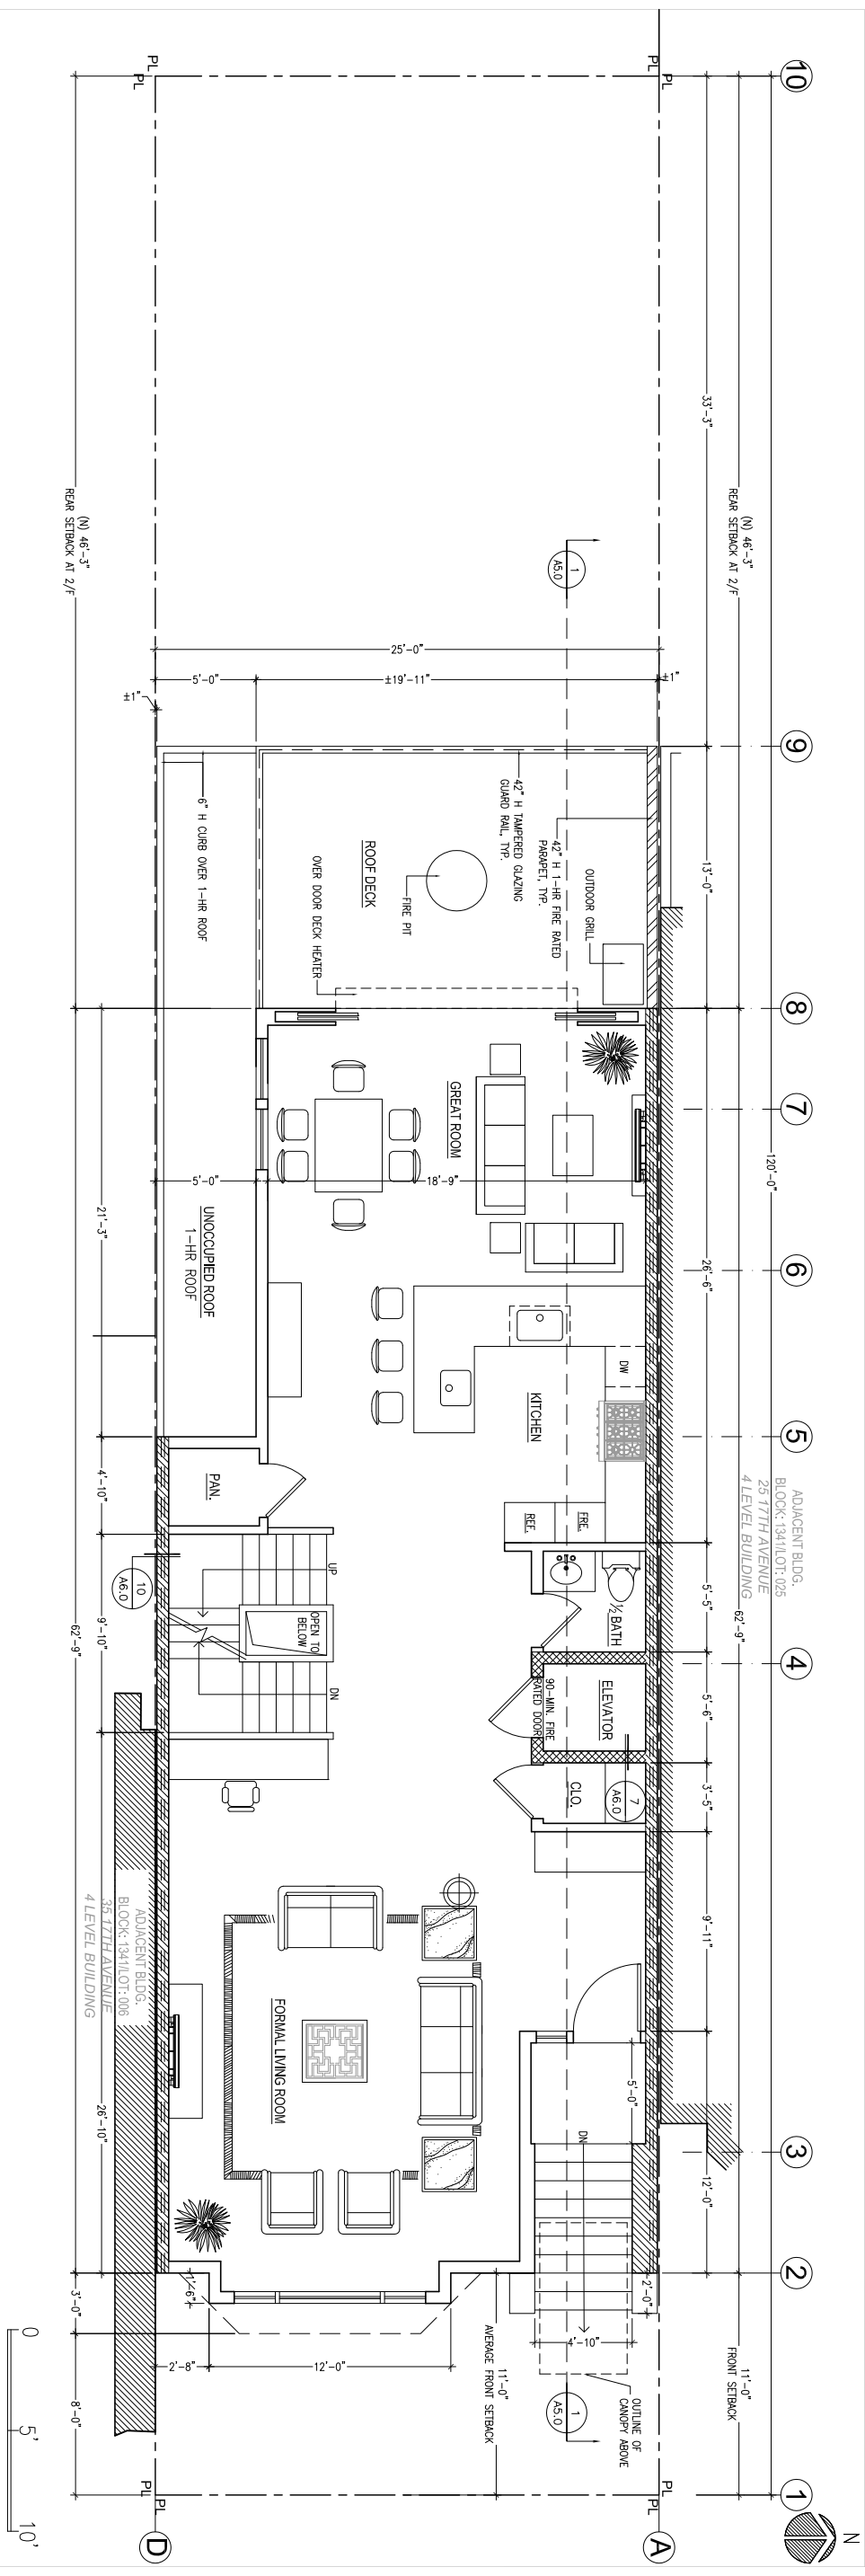 10
9
8
7
6
5
4
3
2
1
N
A
D
120'-0"
(N) 46'-3"
REAR SETBACK AT 2/F
62'-9"
11'-0"
FRONT SETBACK
33'-3"
13'-0"
26'-6"
5'-5"
5'-6"
3'-5"
9'-11"
12'-0"
ADJACENT BLDG.
BLOCK: 1341/LOT: 025
25 17TH AVENUE
4 LEVEL BUILDING
PL
PL
PL
PL
PL
PL
PL
PL
1
A5.0
25'-0"
±1"
±19'-11"
5'-0"
±1"
OUTDOOR GRILL
42" H 1-HR FIRE RATED
PARAPET, TYP.
42" H TAMPERED GLAZING
GUARD RAIL, TYP.
FIRE PIT
ROOF DECK
OVER DOOR DECK HEATER
6" H CURB OVER 1-HR ROOF
GREAT ROOM
18'-9"
5'-0"
UNOCCUPIED ROOF
1-HR ROOF
DW
KITCHEN
FRE.
REF.
PAN.
½ BATH
ELEVATOR
90-MIN. FIRE
RATED DOOR
CLO.
7
A6.0
UP
OPEN TO
BELOW
DN
10
A6.0
FORMAL LIVING ROOM
5'-0"
DN
2'-0"
4'-10"
OUTLINE OF
CANOPY ABOVE
1
A5.0
11'-0"
AVERAGE FRONT SETBACK
12'-0"
2'-8"
1'-6"
ADJACENT BLDG.
BLOCK: 1341/LOT: 006
35 17TH AVENUE
4 LEVEL BUILDING
21'-3"
4'-10"
9'-10"
26'-10"
3'-0"
8'-0"
(N) 46'-3"
REAR SETBACK AT 2/F
62'-9"
0
5'
10'